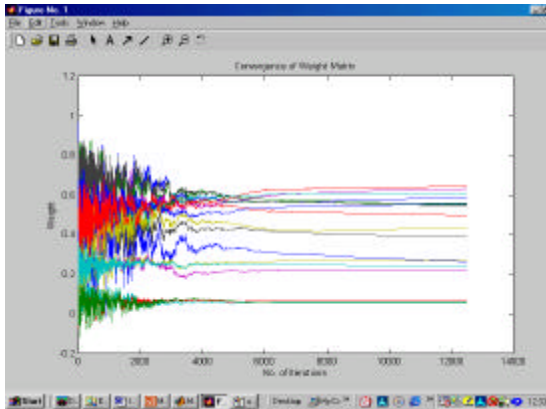 Figure No. 1
File Edit Tools Window Help
Convergence of Weight Matrix
1.2
1
0.8
0.6
0.4
0.2
0
-0.2
Weight
0 2000 4000 6000 8000 10000 12000 14000
No. of Iterations
Start
Desktop